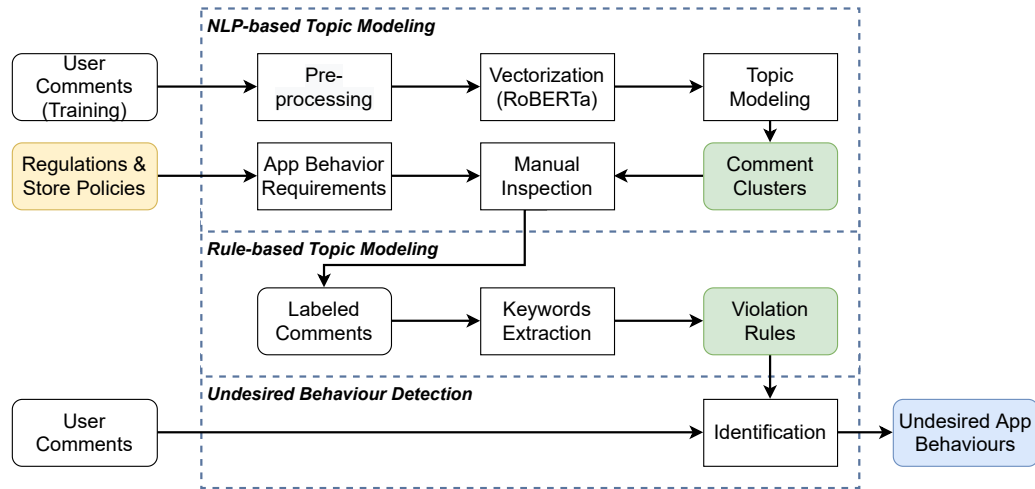 NLP-based Topic Modeling
User
Comments
(Training)
Pre-
processing
Vectorization
(RoBERTa)
Topic
Modeling
Regulations &
Store Policies
App Behavior
Requirements
Manual
Inspection
Comment
Clusters
Rule-based Topic Modeling
Labeled
Comments
Keywords
Extraction
Violation
Rules
Undesired Behaviour Detection
User
Comments
Identification
Undesired App
Behaviours